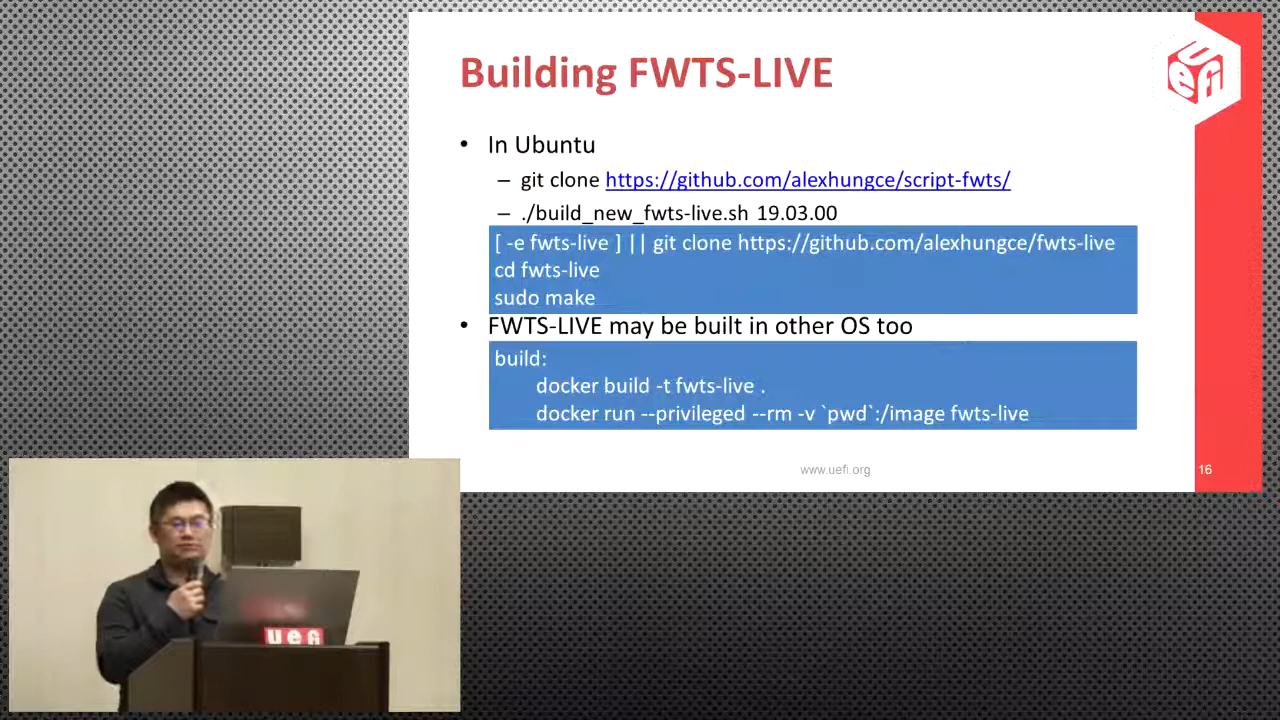 Building FWTS-LIVE
uefi
• In Ubuntu
– git clone https://github.com/alexhungce/script-fwts/
– ./build_new_fwts-live.sh 19.03.00
[ -e fwts-live ] || git clone https://github.com/alexhungce/fwts-live
cd fwts-live
sudo make
• FWTS-LIVE may be built in other OS too
build:
docker build -t fwts-live .
docker run --privileged --rm -v `pwd`:/image fwts-live
www.uefi.org
16
uefi